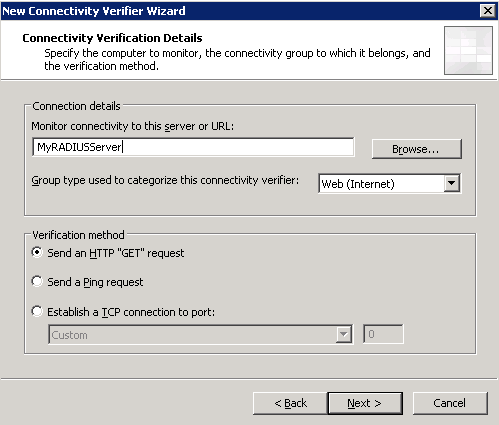 New Connectivity Verifier Wizard
Connectivity Verification Details
Specify the computer to monitor, the connectivity group to which it belongs, and
the verification method.
Connection details
Monitor connectivity to this server or URL:
MyRADIUSServer
Browse...
Group type used to categorize this connectivity verifier:
Web (Internet)
Verification method
Send an HTTP "GET" request
Send a Ping request
Establish a TCP connection to port:
Custom
0
< Back
Next >
Cancel